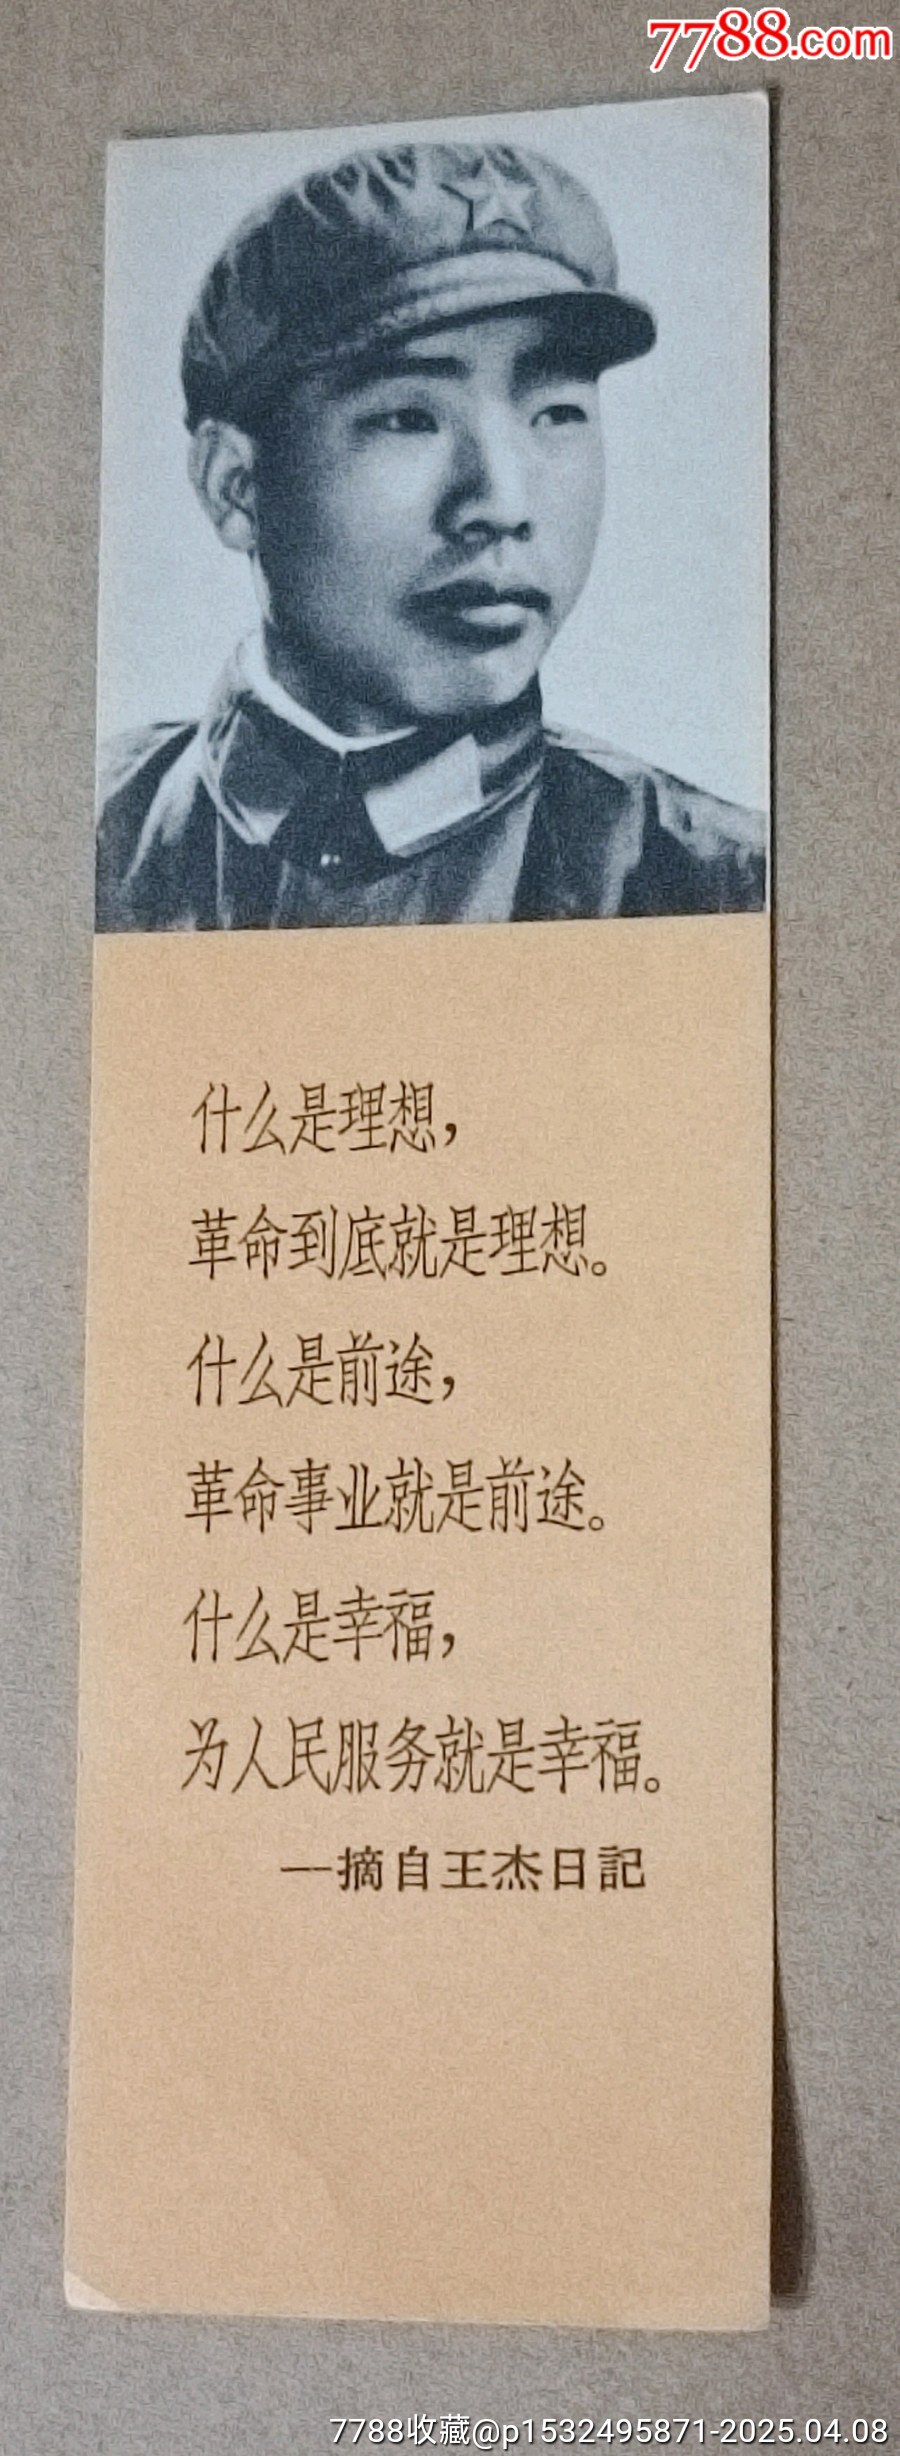 7788.com
什么是理想，
革命到底就是理想。
什么是前途，
革命事业就是前途。
什么是幸福，
为人民服务就是幸福。
——摘自王杰日記
7788收藏@p1532495871-2025.04.08